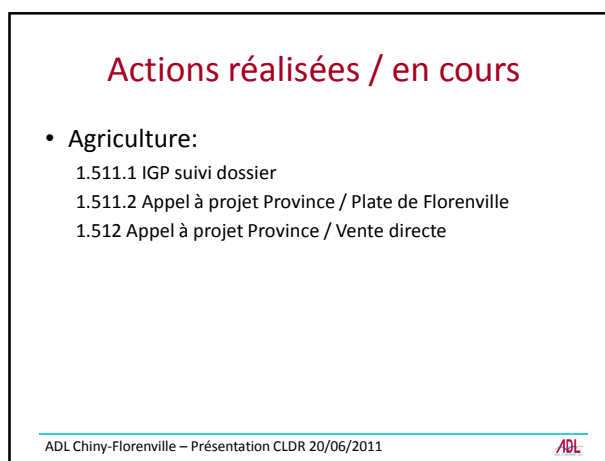 Actions réalisées / en cours
• Agriculture:
1.511.1 IGP suivi dossier
1.511.2 Appel à projet Province / Plate de Florenville
1.512 Appel à projet Province / Vente directe
ADL Chiny-Florenville – Présentation CLDR 20/06/2011
ADL